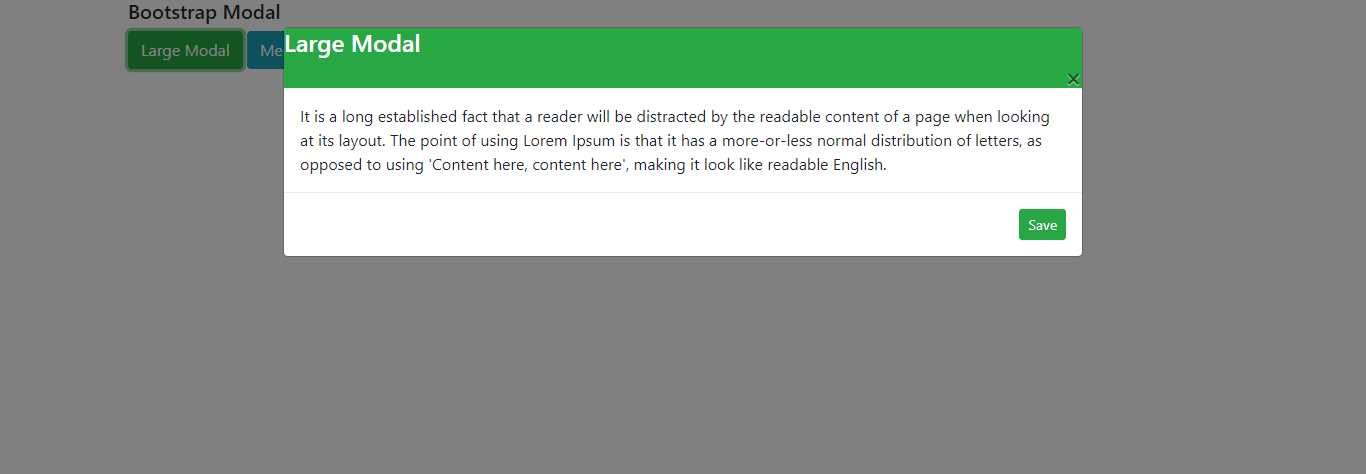 Bootstrap Modal
Large Modal
Me
Large Modal
×
It is a long established fact that a reader will be distracted by the readable content of a page when looking
at its layout. The point of using Lorem Ipsum is that it has a more-or-less normal distribution of letters, as
opposed to using 'Content here, content here', making it look like readable English.
Save